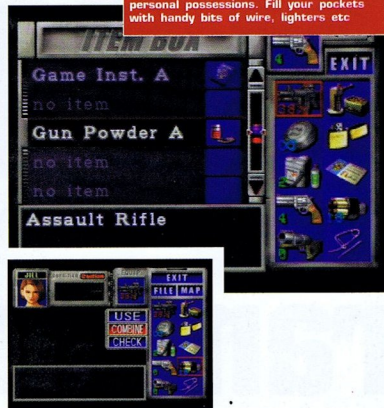 personal possessions. Fill your pockets
with handy bits of wire, lighters etc
ITEM BOX
EXIT
Game Inst. A
no item
Gun Powder A
no item
no item
Assault Rifle
JILL
Caution
EXIT
FILE MAP
USE
COMBINE
CHECK